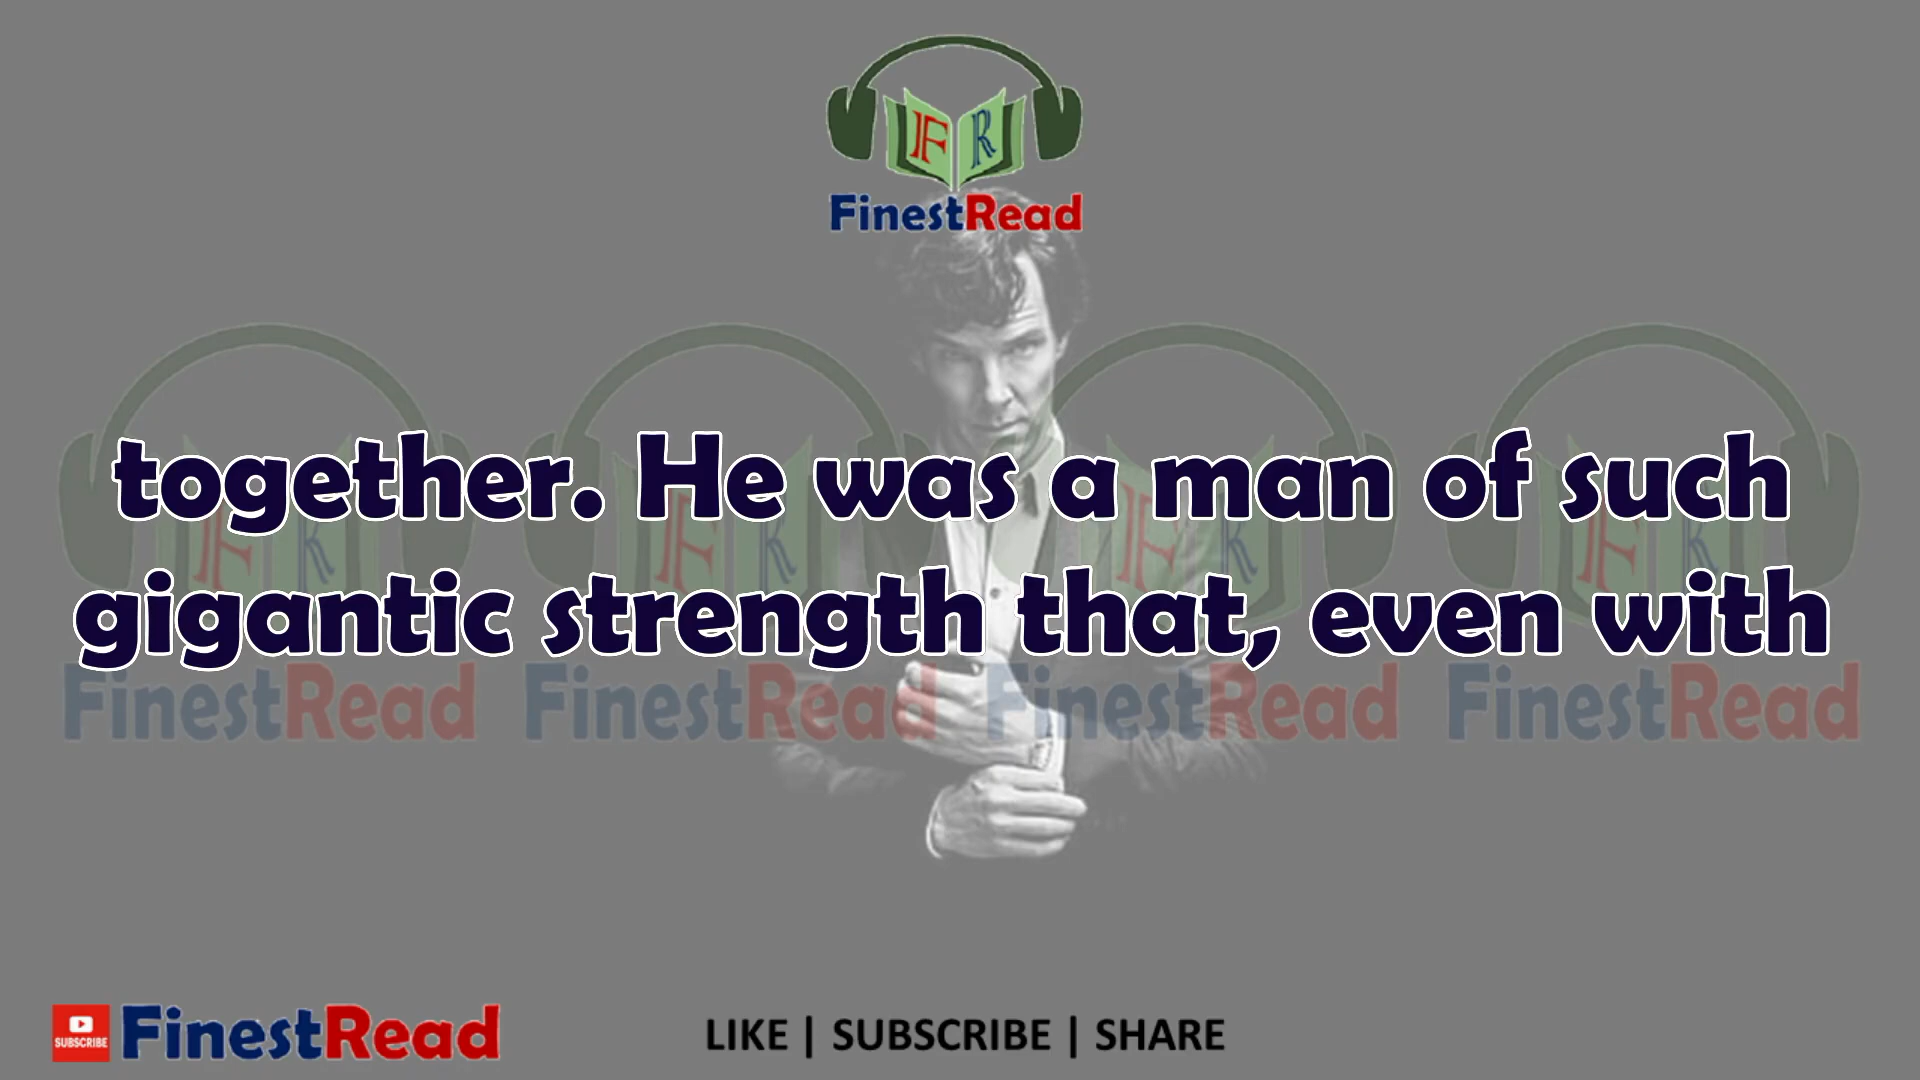 F R
FinestRead
together. He was a man of such
gigantic strength that, even with
F R F R F R F R
FinestRead FinestRead FinestRead FinestRead
SUBSCRIBE FinestRead LIKE | SUBSCRIBE | SHARE